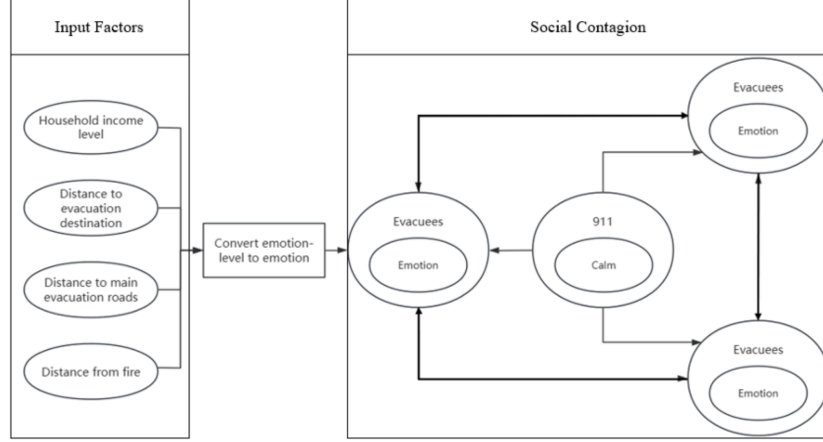 Input Factors
Social Contagion
Household income
level
Distance to
evacuation
destination
Distance to main
evacuation roads
Distance from fire
Convert emotion-
level to emotion
Evacuees
Emotion
911
Calm
Evacuees
Emotion
Evacuees
Emotion